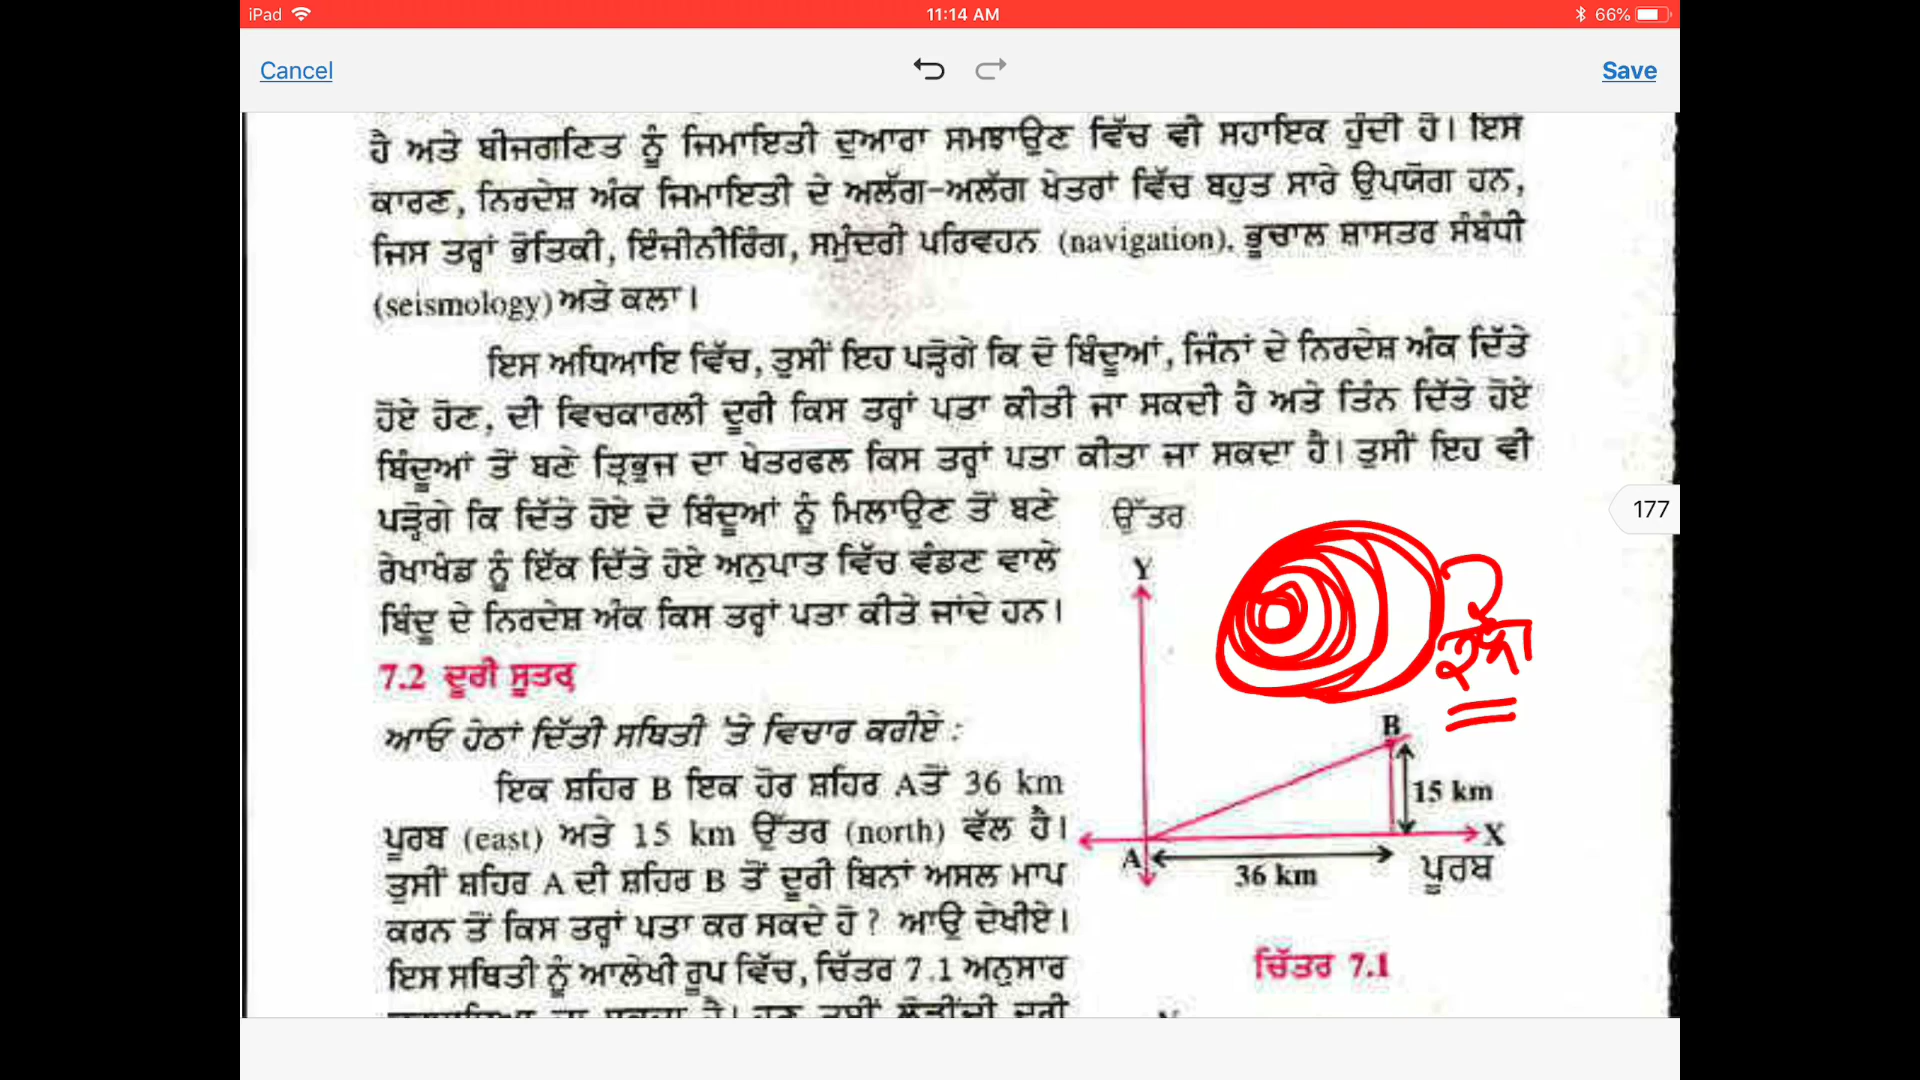 iPad 11:14 AM 66%
Cancel Save
ਹੈ ਅਤੇ ਬੀਜਗਣਿਤ ਨੂੰ ਜਿਮਾਇਤੀ ਦੁਆਰਾ ਸਮਝਾਉਣ ਵਿੱਚ ਵੀ ਸਹਾਇਕ ਹੁੰਦੀ ਹੈ। ਇਸ
ਕਾਰਣ, ਨਿਰਦੇਸ਼ ਅੰਕ ਜਿਮਾਇਤੀ ਦੇ ਅਲੱਗ-ਅਲੱਗ ਖੇਤਰਾਂ ਵਿੱਚ ਬਹੁਤ ਸਾਰੇ ਉਪਯੋਗ ਹਨ,
ਜਿਸ ਤਰ੍ਹਾਂ ਭੌਤਿਕੀ, ਇੰਜੀਨੀਰਿੰਗ, ਸਮੁੰਦਰੀ ਪਰਿਵਹਨ (navigation), ਭੂਚਾਲ ਸ਼ਾਸਤਰ ਸੰਬੰਧੀ
(seismology) ਅਤੇ ਕਲਾ।
ਇਸ ਅਧਿਆਇ ਵਿੱਚ, ਤੁਸੀਂ ਇਹ ਪੜ੍ਹੋਗੇ ਕਿ ਦੋ ਬਿੰਦੂਆਂ, ਜਿੰਨਾਂ ਦੇ ਨਿਰਦੇਸ਼ ਅੰਕ ਦਿੱਤੇ
ਹੋਏ ਹੋਣ, ਦੀ ਵਿਚਕਾਰਲੀ ਦੂਰੀ ਕਿਸ ਤਰ੍ਹਾਂ ਪਤਾ ਕੀਤੀ ਜਾ ਸਕਦੀ ਹੈ ਅਤੇ ਤਿੰਨ ਦਿੱਤੇ ਹੋਏ
ਬਿੰਦੂਆਂ ਤੋਂ ਬਣੇ ਤ੍ਰਿਭੁਜ ਦਾ ਖੇਤਰਫਲ ਕਿਸ ਤਰ੍ਹਾਂ ਪਤਾ ਕੀਤਾ ਜਾ ਸਕਦਾ ਹੈ। ਤੁਸੀਂ ਇਹ ਵੀ
ਪੜ੍ਹੋਗੇ ਕਿ ਦਿੱਤੇ ਹੋਏ ਦੋ ਬਿੰਦੂਆਂ ਨੂੰ ਮਿਲਾਉਣ ਤੋਂ ਬਣੇ
ਰੇਖਾਖੰਡ ਨੂੰ ਇੱਕ ਦਿੱਤੇ ਹੋਏ ਅਨੁਪਾਤ ਵਿੱਚ ਵੰਡਣ ਵਾਲੇ
ਬਿੰਦੂ ਦੇ ਨਿਰਦੇਸ਼ ਅੰਕ ਕਿਸ ਤਰ੍ਹਾਂ ਪਤਾ ਕੀਤੇ ਜਾਂਦੇ ਹਨ।
7.2 ਦੂਰੀ ਸੂਤਰ
ਆਓ ਹੇਠਾਂ ਦਿੱਤੀ ਸਥਿਤੀ 'ਤੇ ਵਿਚਾਰ ਕਰੀਏ :
ਇਕ ਸ਼ਹਿਰ B ਇਕ ਹੋਰ ਸ਼ਹਿਰ A ਤੋਂ 36 km
ਪੂਰਬ (east) ਅਤੇ 15 km ਉੱਤਰ (north) ਵੱਲ ਹੈ।
ਤੁਸੀਂ ਸ਼ਹਿਰ A ਦੀ ਸ਼ਹਿਰ B ਤੋਂ ਦੂਰੀ ਬਿਨਾਂ ਅਸਲ ਮਾਪ
ਕਰਨ ਤੋਂ ਕਿਸ ਤਰ੍ਹਾਂ ਪਤਾ ਕਰ ਸਕਦੇ ਹੋ? ਆਉ ਦੇਖੀਏ।
ਇਸ ਸਥਿਤੀ ਨੂੰ ਆਲੇਖੀ ਰੂਪ ਵਿੱਚ, ਚਿੱਤਰ 7.1 ਅਨੁਸਾਰ
ਉੱਤਰ
177
Y
B
15 km
X
A
36 km
ਪੂਰਬ
ਚਿੱਤਰ 7.1